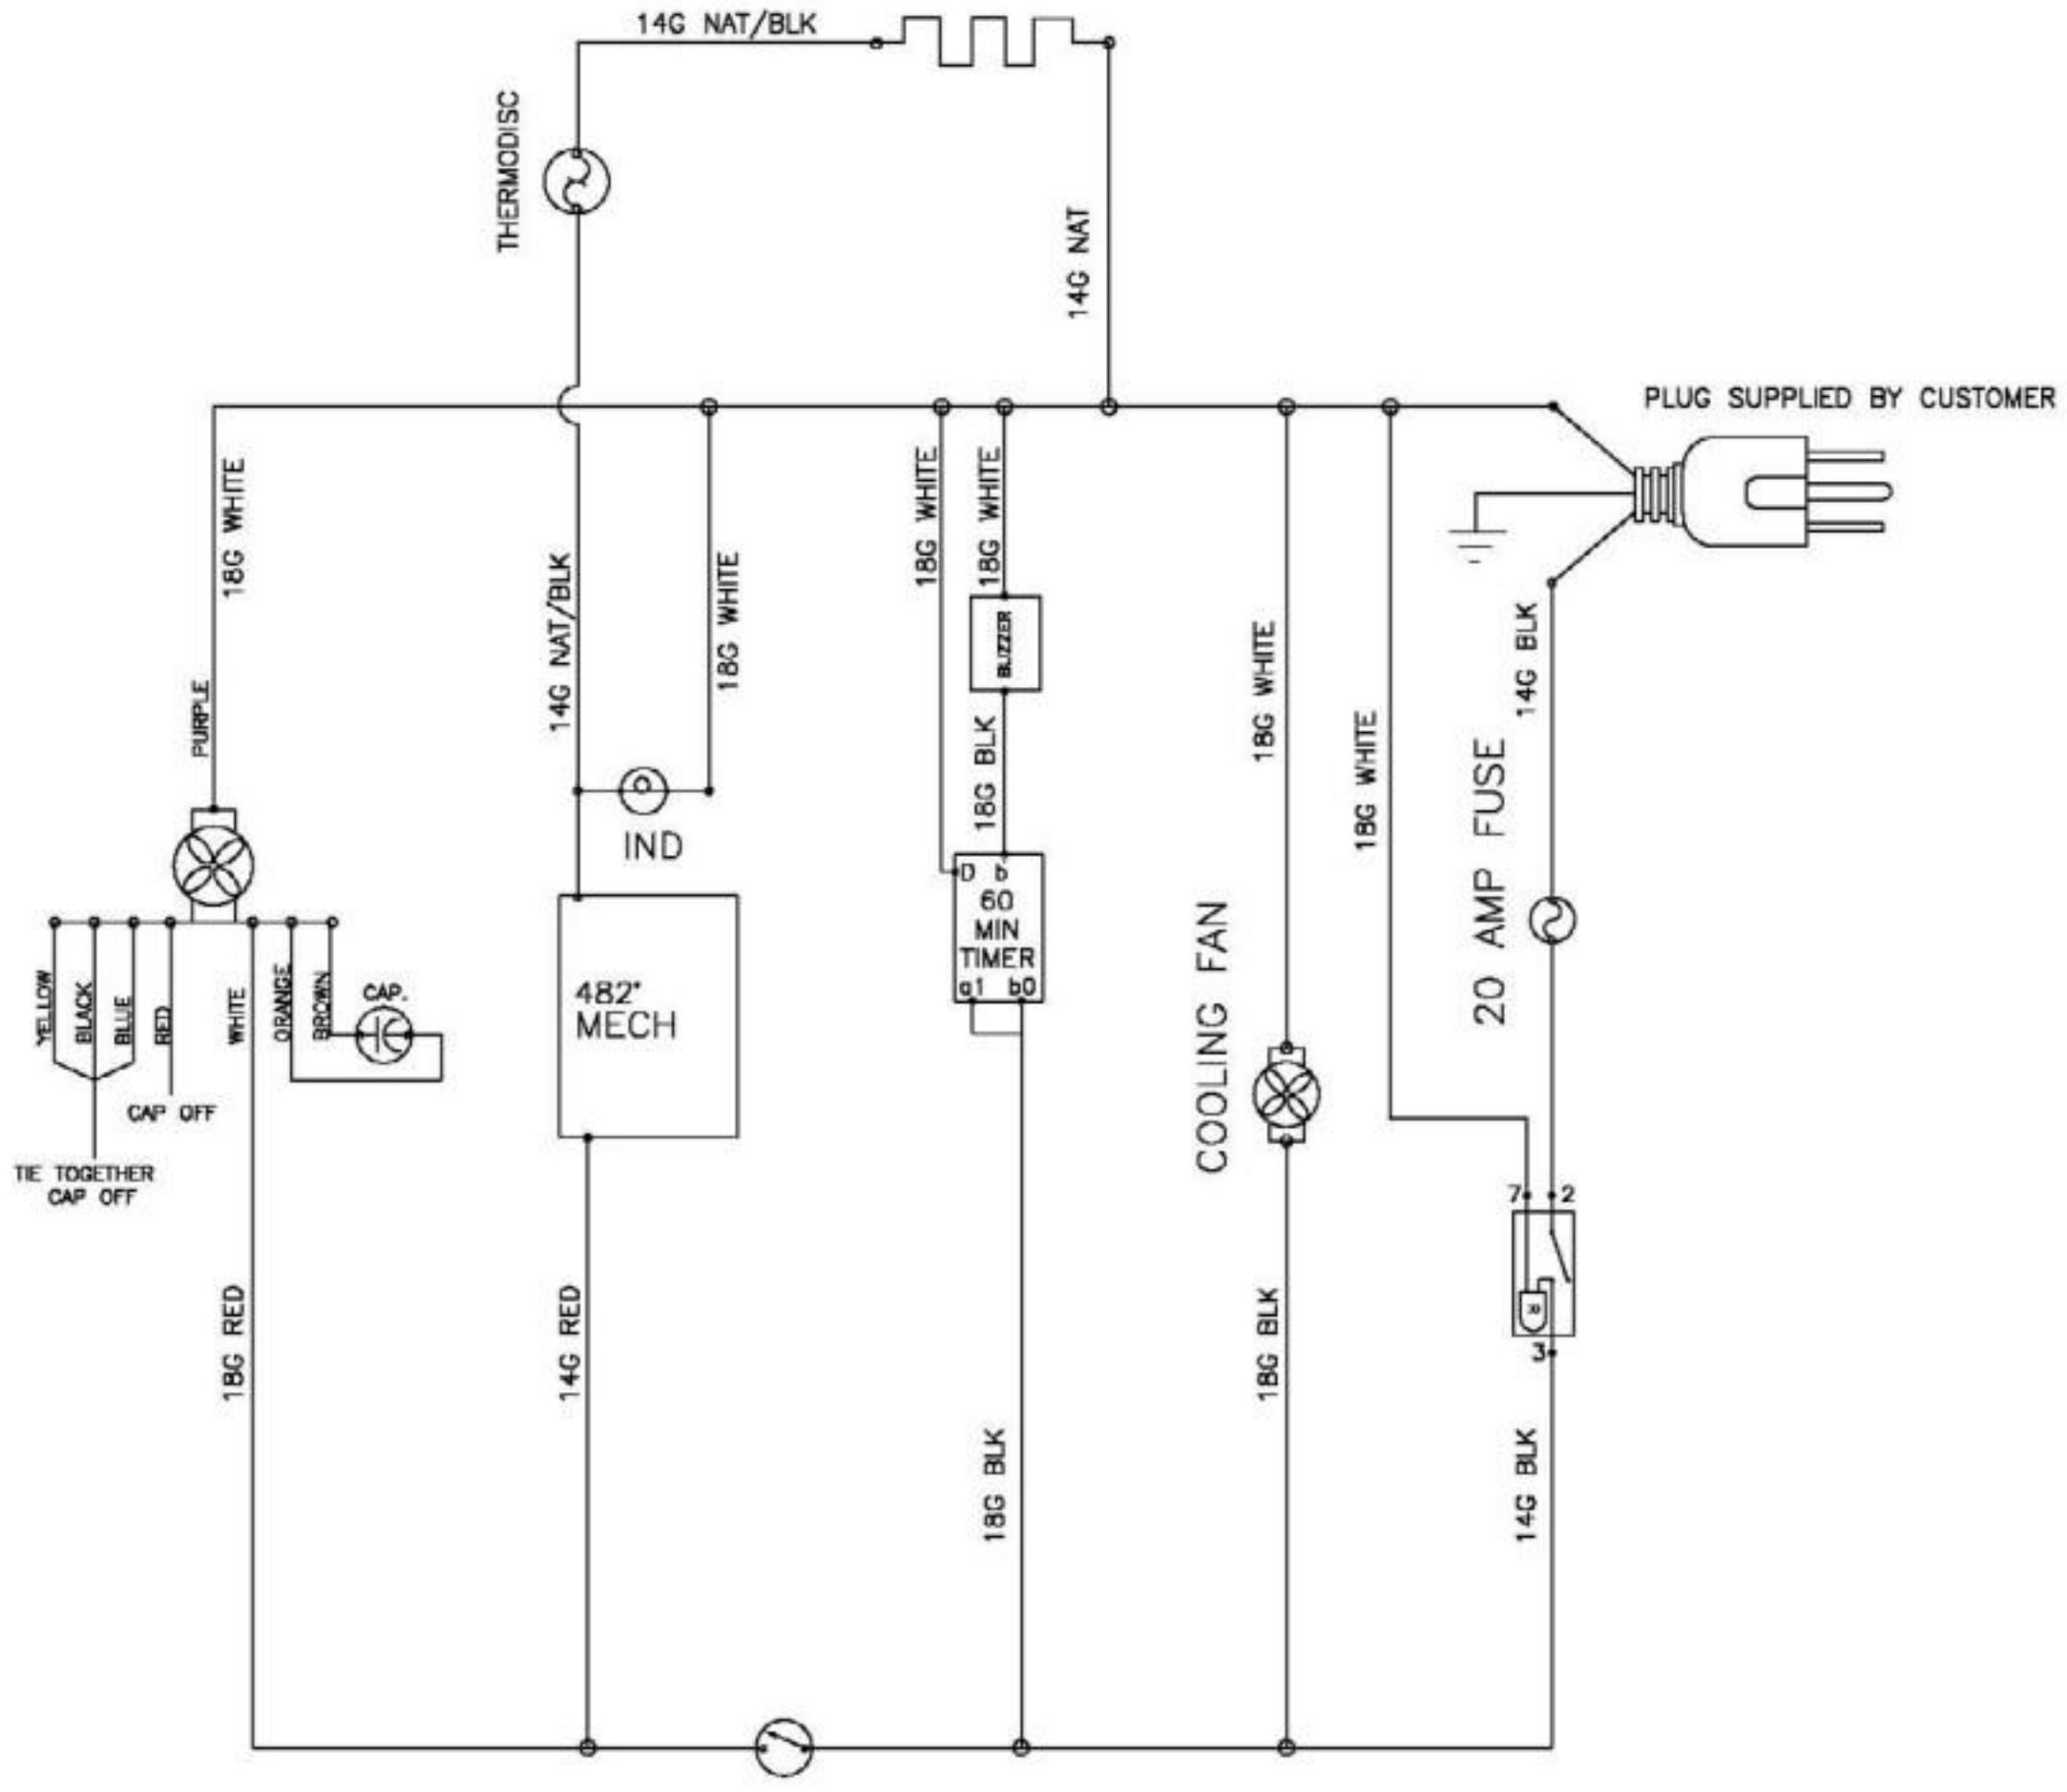 14G NAT/BLK
THERMODISC
14G NAT
PLUG SUPPLIED BY CUSTOMER
18G WHITE
PURPLE
14G NAT/BLK
18G WHITE
IND
18G WHITE
18G WHITE
BUZZER
18G BLK
18G WHITE
18G WHITE
14G BLK
20 AMP FUSE
D b
60
MIN
TIMER
a1 b0
482°
MECH
COOLING FAN
YELLOW
BLACK
BLUE
RED
WHITE
ORANGE
BROWN
CAP.
CAP OFF
TIE TOGETHER
CAP OFF
7 2
R
3
18G RED
14G RED
18G BLK
18G BLK
14G BLK